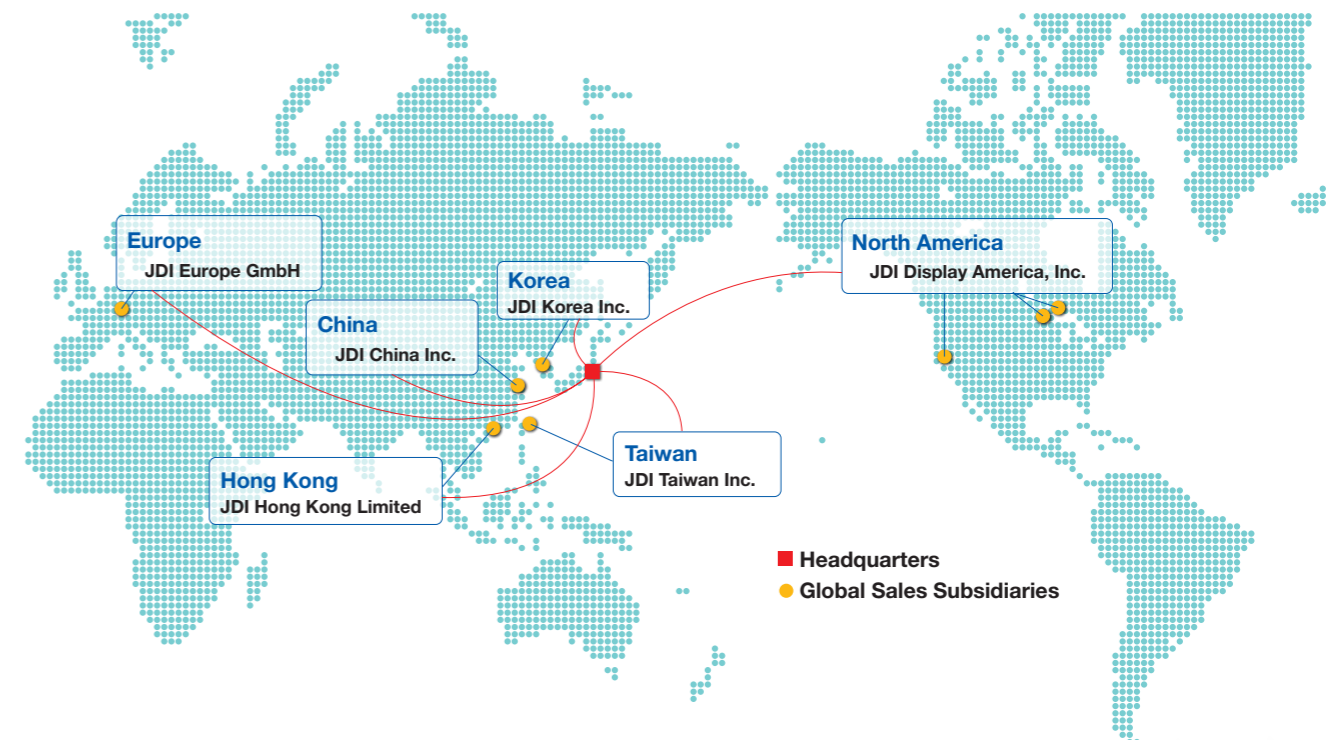 Europe
JDI Europe GmbH
North America
JDI Display America, Inc.
Korea
JDI Korea Inc.
China
JDI China Inc.
Taiwan
JDI Taiwan Inc.
Hong Kong
JDI Hong Kong Limited
Headquarters
Global Sales Subsidiaries